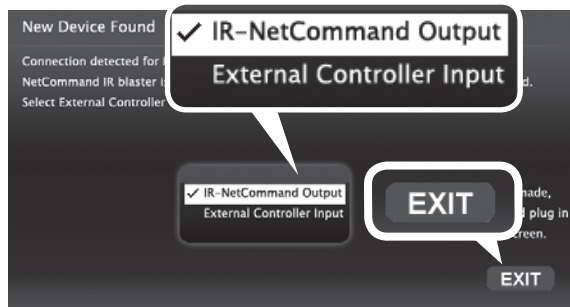 New Device Found
✓ IR-NetCommand Output
External Controller Input
Connection detected for
NetCommand IR blaster
d.
Select External Controller
✓ IR-NetCommand Output
External Controller Input
EXIT
made,
plug in
screen.
EXIT